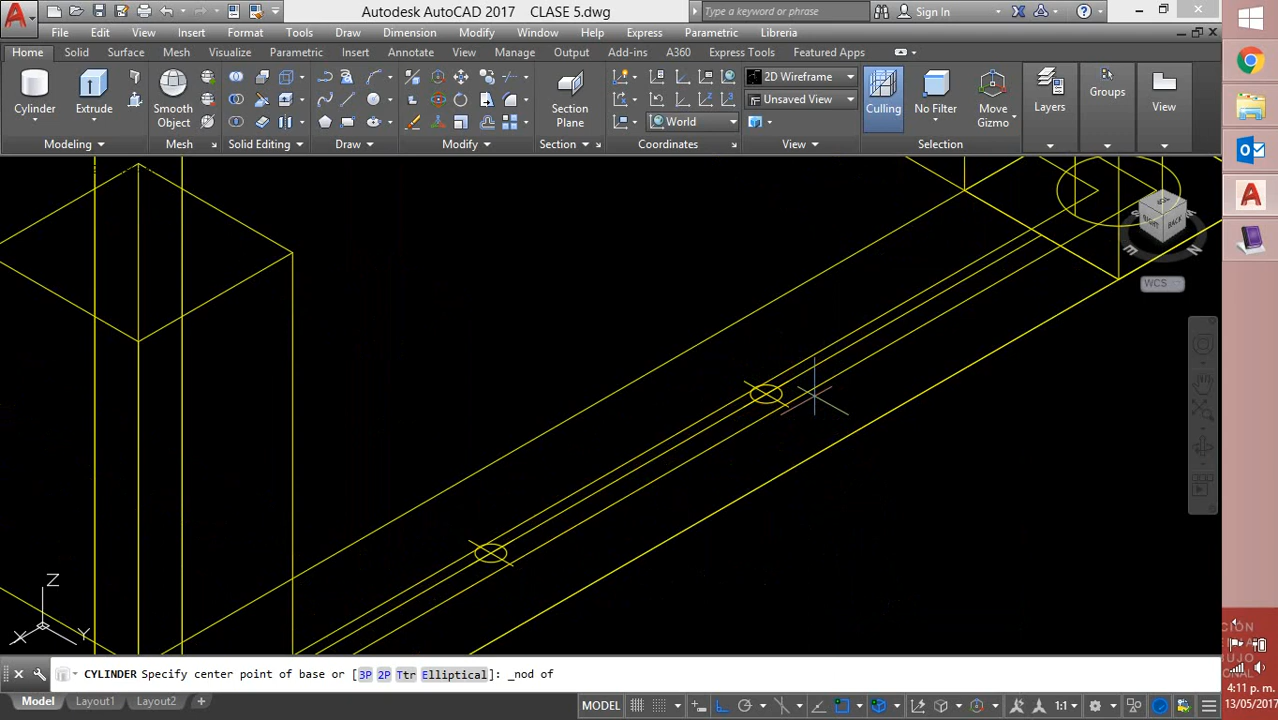 Autodesk AutoCAD 2017 CLASE 5.dwg
Type a keyword or phrase
Sign In
File Edit View Insert Format Tools Draw Dimension Modify Window Help Express Parametric Libreria
Home Solid Surface Mesh Visualize Parametric Insert Annotate View Manage Output Add-ins A360 Express Tools Featured Apps
2D Wireframe
Unsaved View
World
Cylinder
Extrude
Smooth
Object
Section
Plane
Culling
No Filter
Move
Gizmo
Layers
Groups
View
Modeling
Mesh
Solid Editing
Draw
Modify
Section
Coordinates
View
Selection
RIGHT
BACK
E
N
WCS
Z
X
Y
CYLINDER Specify center point of base or [3P 2P Ttr Elliptical]: _nod of
Model Layout1 Layout2 +
MODEL
1:1
4:11 p. m.
13/05/2017